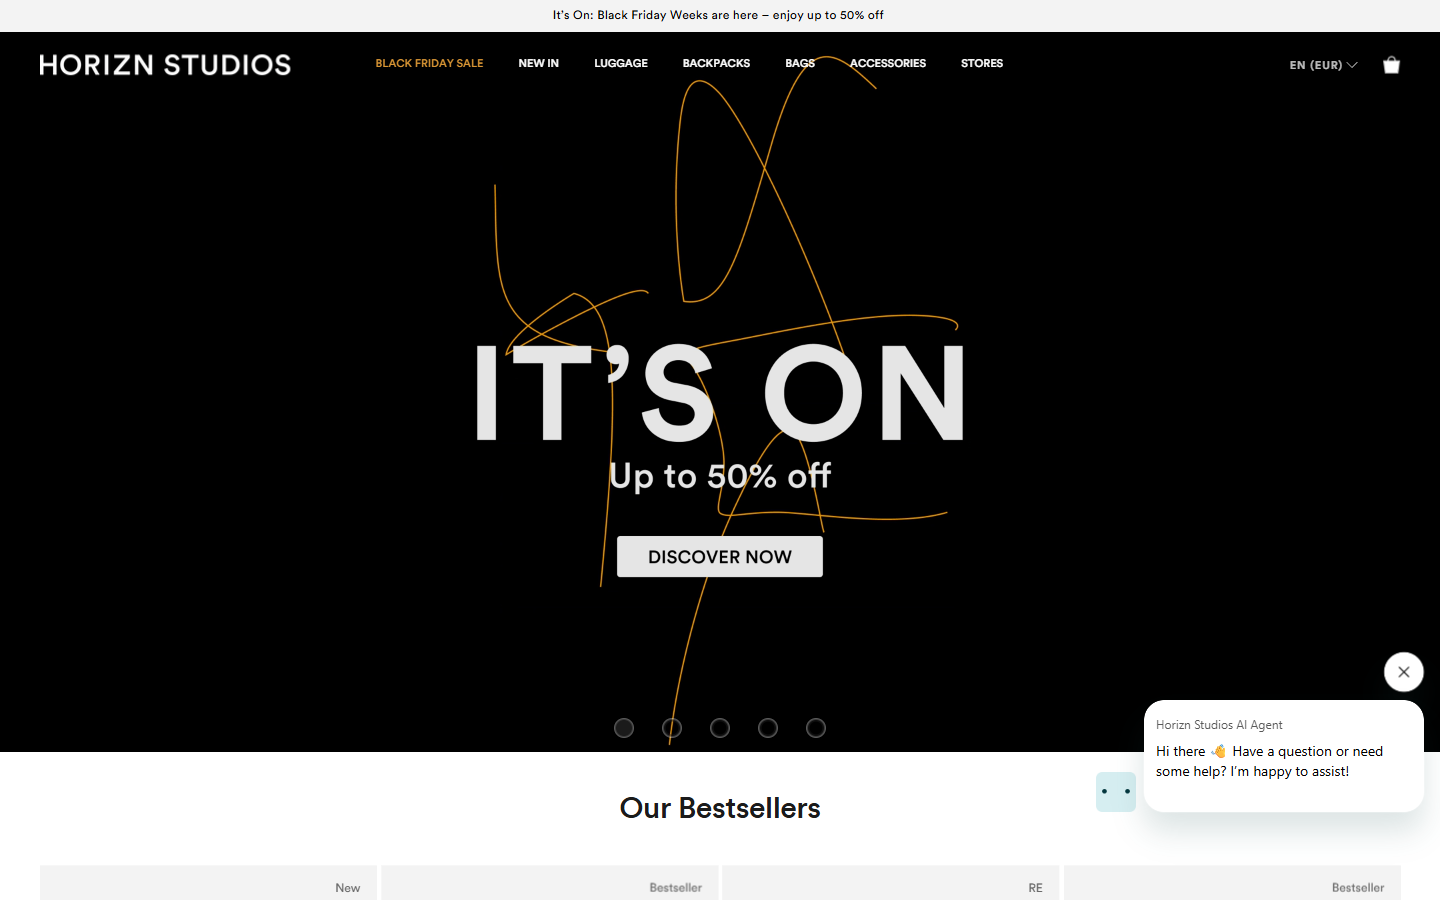 It's On: Black Friday Weeks are here – enjoy up to 50% off
HORIZN STUDIOS
BLACK FRIDAY SALE
NEW IN
LUGGAGE
BACKPACKS
BAGS
ACCESSORIES
STORES
EN (EUR)
IT'S ON
Up to 50% off
DISCOVER NOW
Horizn Studios AI Agent
Hi there 👋 Have a question or need
some help? I'm happy to assist!
Our Bestsellers
New
Bestseller
RE
Bestseller